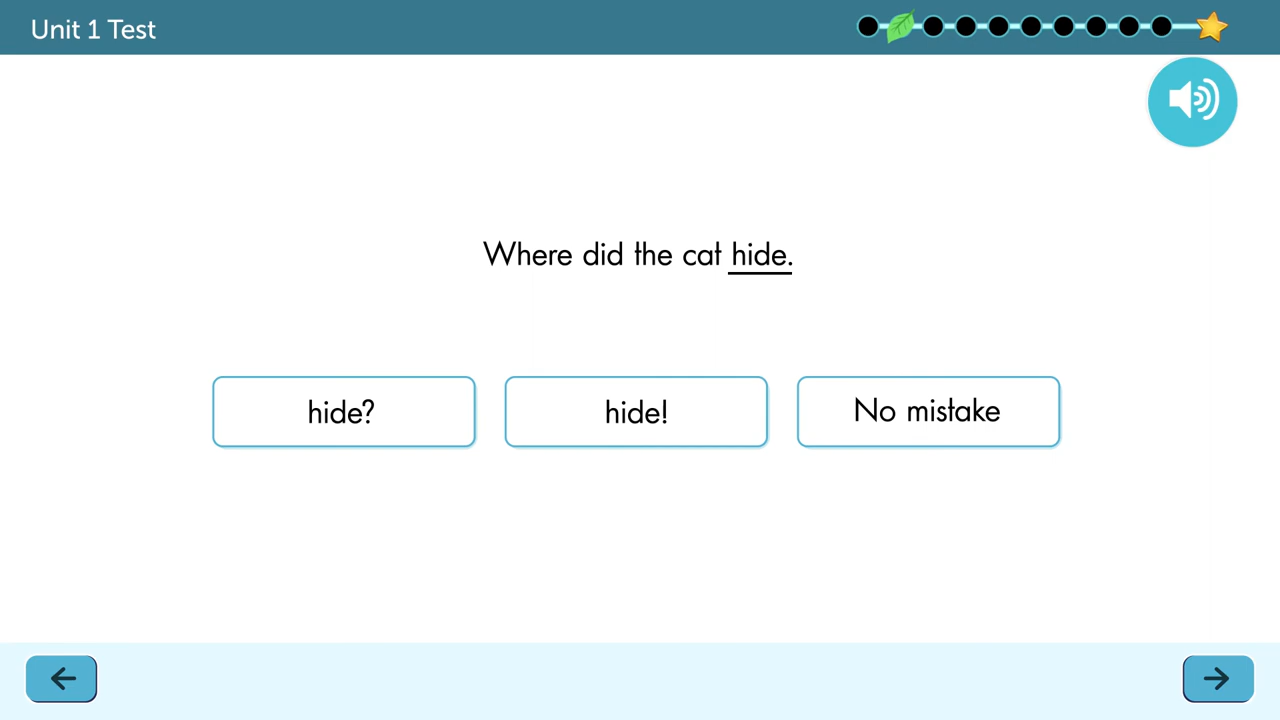 Unit 1 Test
Where did the cat hide.
hide?
hide!
No mistake